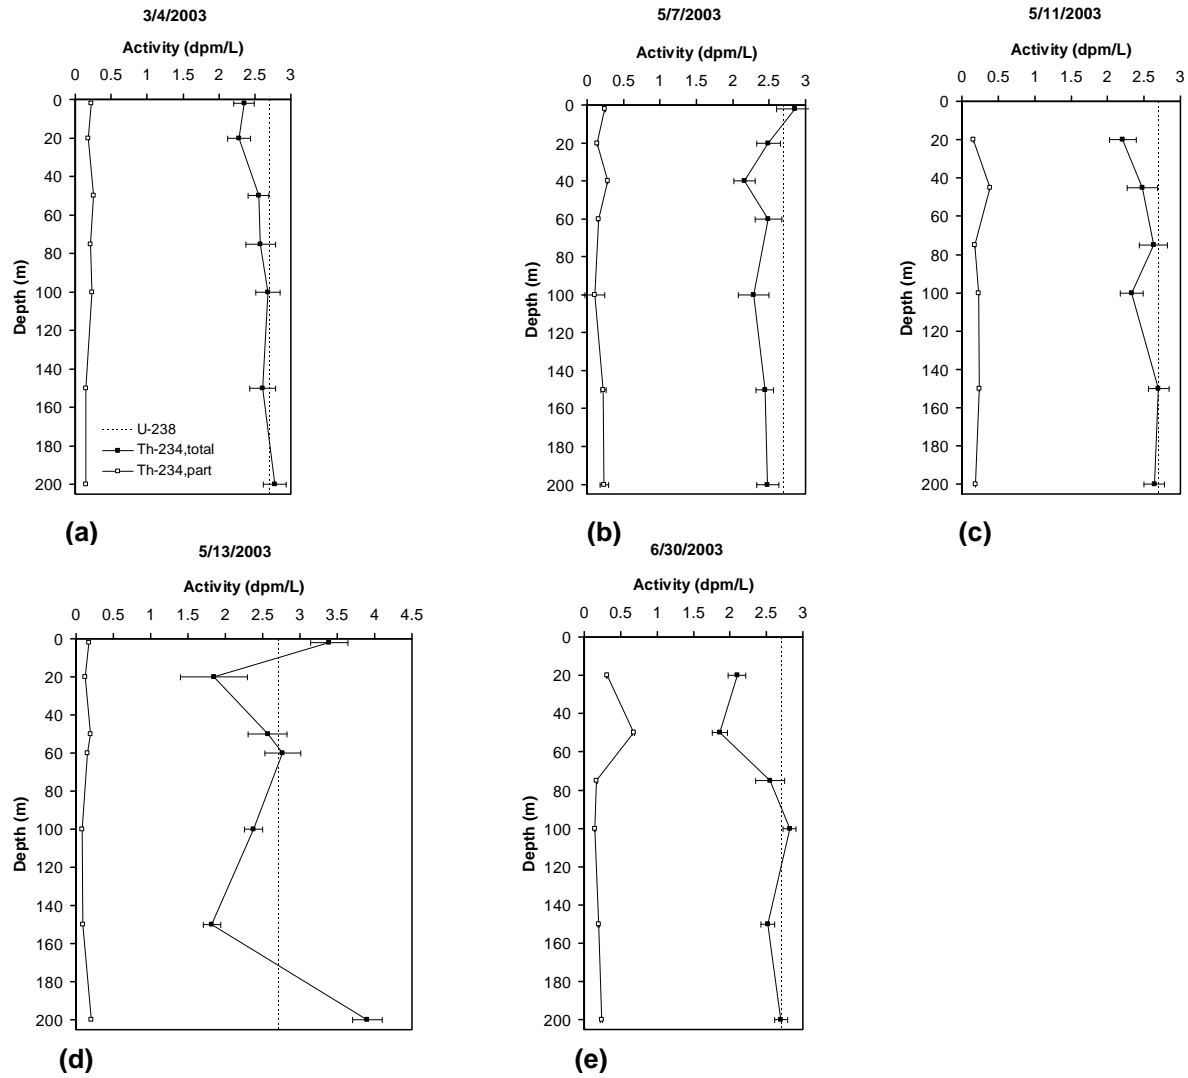 3/4/2003
Activity (dpm/L)
0 0.5 1 1.5 2 2.5 3
Depth (m)
0
20
40
60
80
100
120
140
160
180
200
U-238
Th-234,total
Th-234,part
(a)
5/7/2003
Activity (dpm/L)
0 0.5 1 1.5 2 2.5 3
Depth (m)
0
20
40
60
80
100
120
140
160
180
200
(b)
5/11/2003
Activity (dpm/L)
0 0.5 1 1.5 2 2.5 3
Depth (m)
0
20
40
60
80
100
120
140
160
180
200
(c)
5/13/2003
Activity (dpm/L)
0 0.5 1 1.5 2 2.5 3 3.5 4 4.5
Depth (m)
0
20
40
60
80
100
120
140
160
180
200
(d)
6/30/2003
Activity (dpm/L)
0 0.5 1 1.5 2 2.5 3
Depth (m)
0
20
40
60
80
100
120
140
160
180
200
(e)